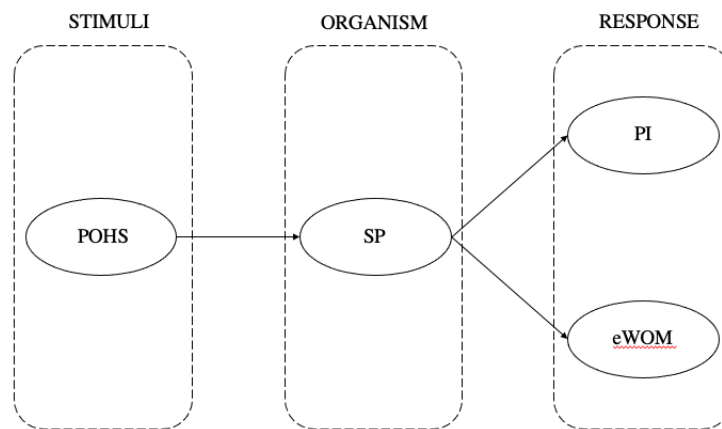 STIMULI
ORGANISM
RESPONSE
POHS
SP
PI
eWOM